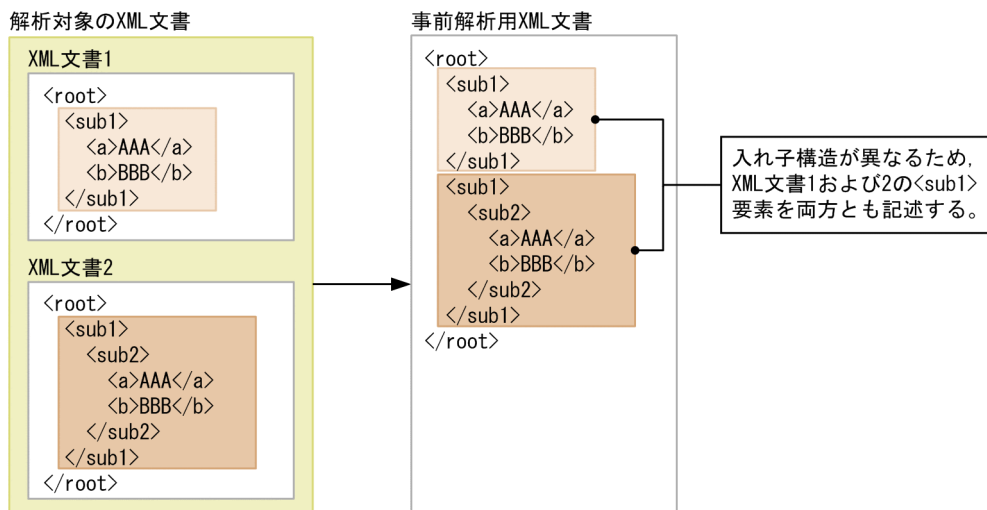 解析対象のXML文書
XML文書1
<root>
<sub1>
<a>AAA</a>
<b>BBB</b>
</sub1>
</root>
XML文書2
<root>
<sub1>
<sub2>
<a>AAA</a>
<b>BBB</b>
</sub2>
</sub1>
</root>
事前解析用XML文書
<root>
<sub1>
<a>AAA</a>
<b>BBB</b>
</sub1>
<sub1>
<sub2>
<a>AAA</a>
<b>BBB</b>
</sub2>
</sub1>
</root>
入れ子構造が異なるため,
XML文書1および2の<sub1>
要素を両方とも記述する。